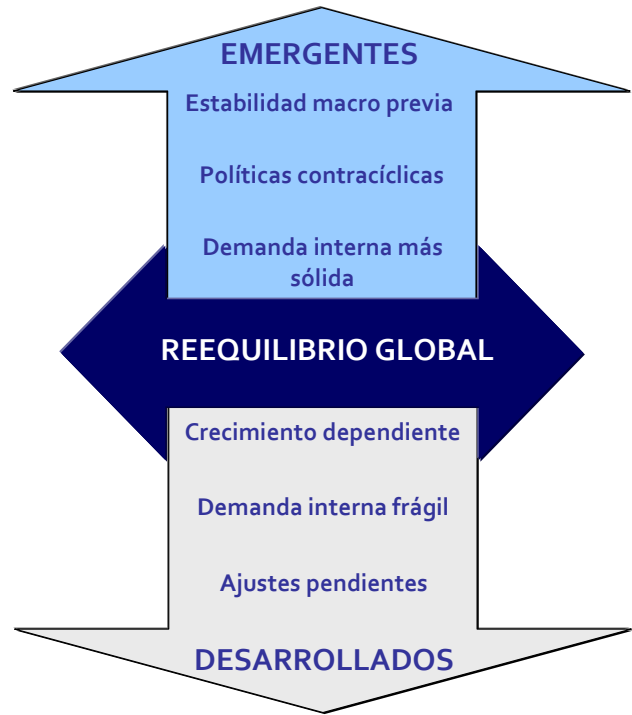 EMERGENTES
Estabilidad macro previa
Políticas contracíclicas
Demanda interna más
sólida
REEQUILIBRIO GLOBAL
Crecimiento dependiente
Demanda interna frágil
Ajustes pendientes
DESARROLLADOS